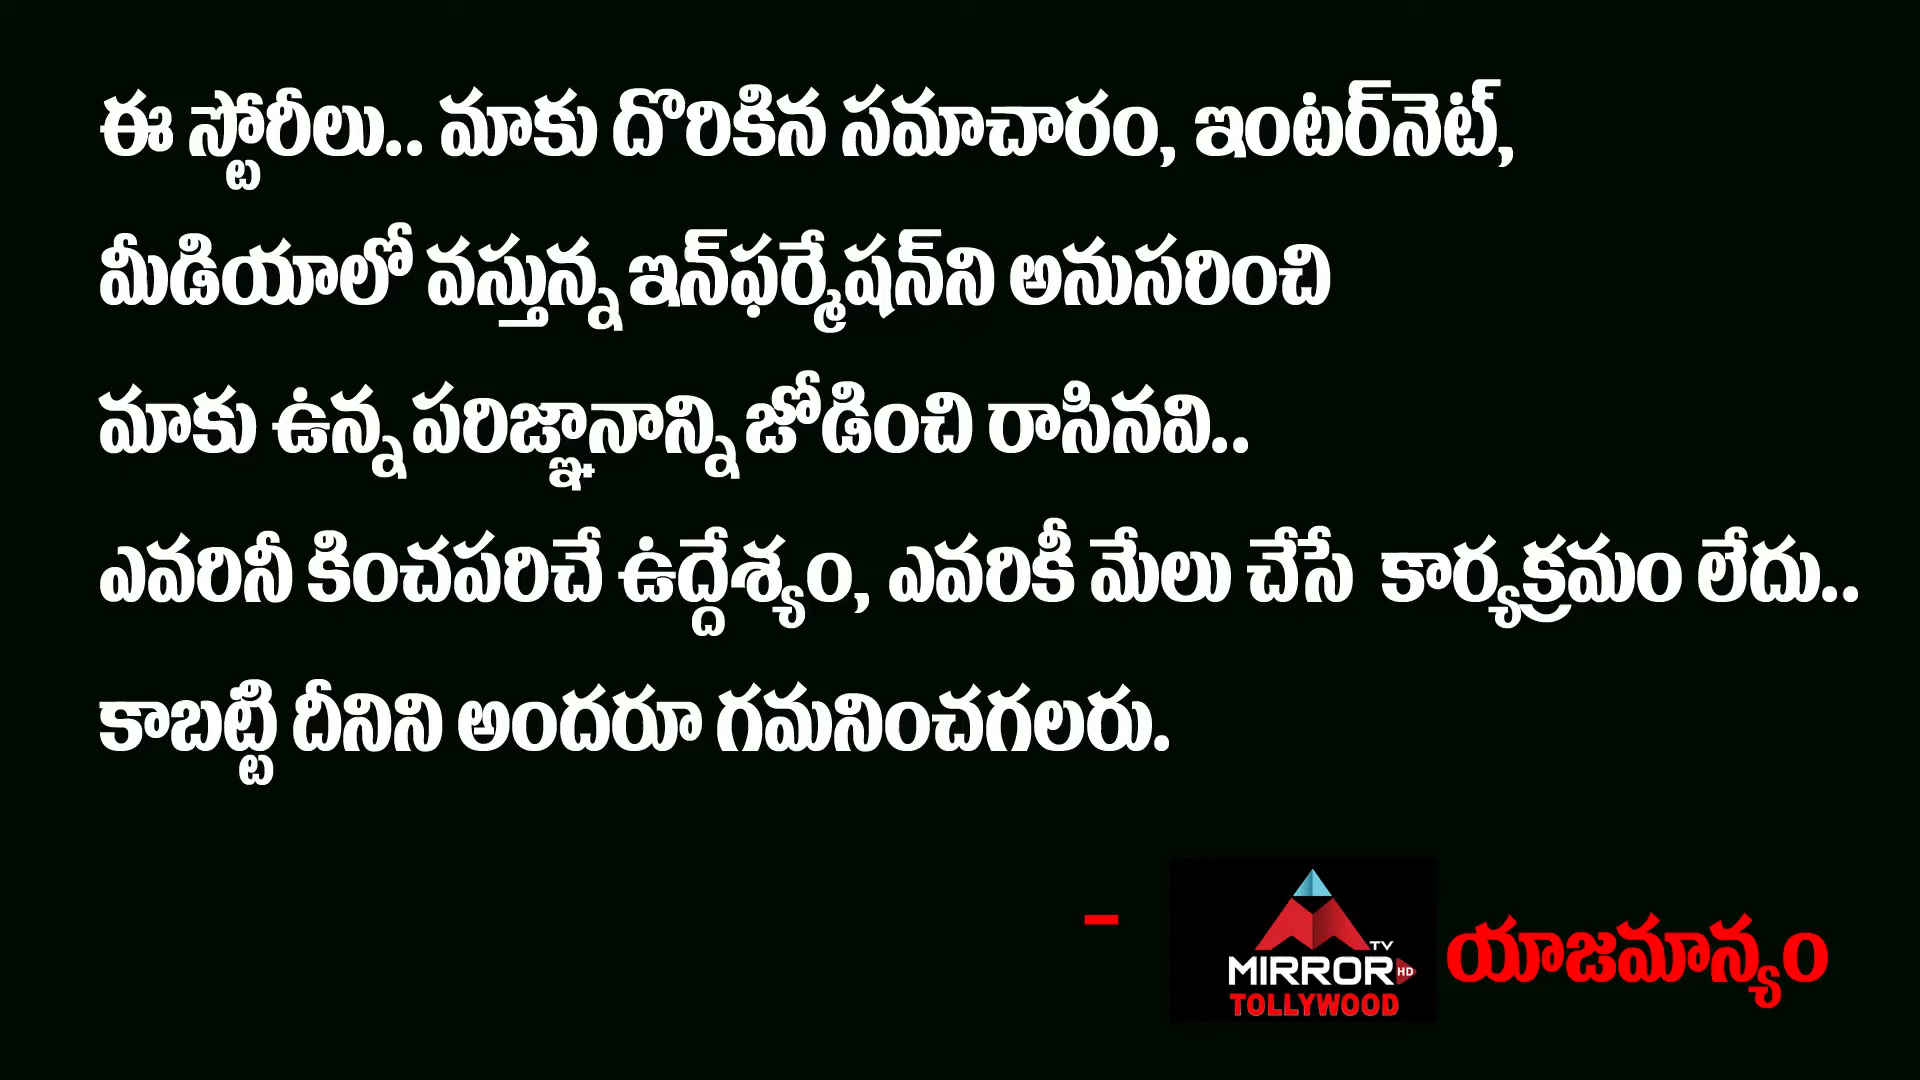 ఈ స్టోరీలు.. మాకు దొరికిన సమాచారం, ఇంటర్‌నెట్,
మీడియాలో వస్తున్న ఇన్‌ఫర్మేషన్‌ని అనుసరించి
మాకు ఉన్న పరిజ్ఞానాన్ని జోడించి రాసినవి..
ఎవరినీ కించపరిచే ఉద్దేశ్యం, ఎవరికీ మేలు చేసే కార్యక్రమం లేదు..
కాబట్టి దీనిని అందరూ గమనించగలరు.
- TV MIRROR HD TOLLYWOOD యాజమాన్యం